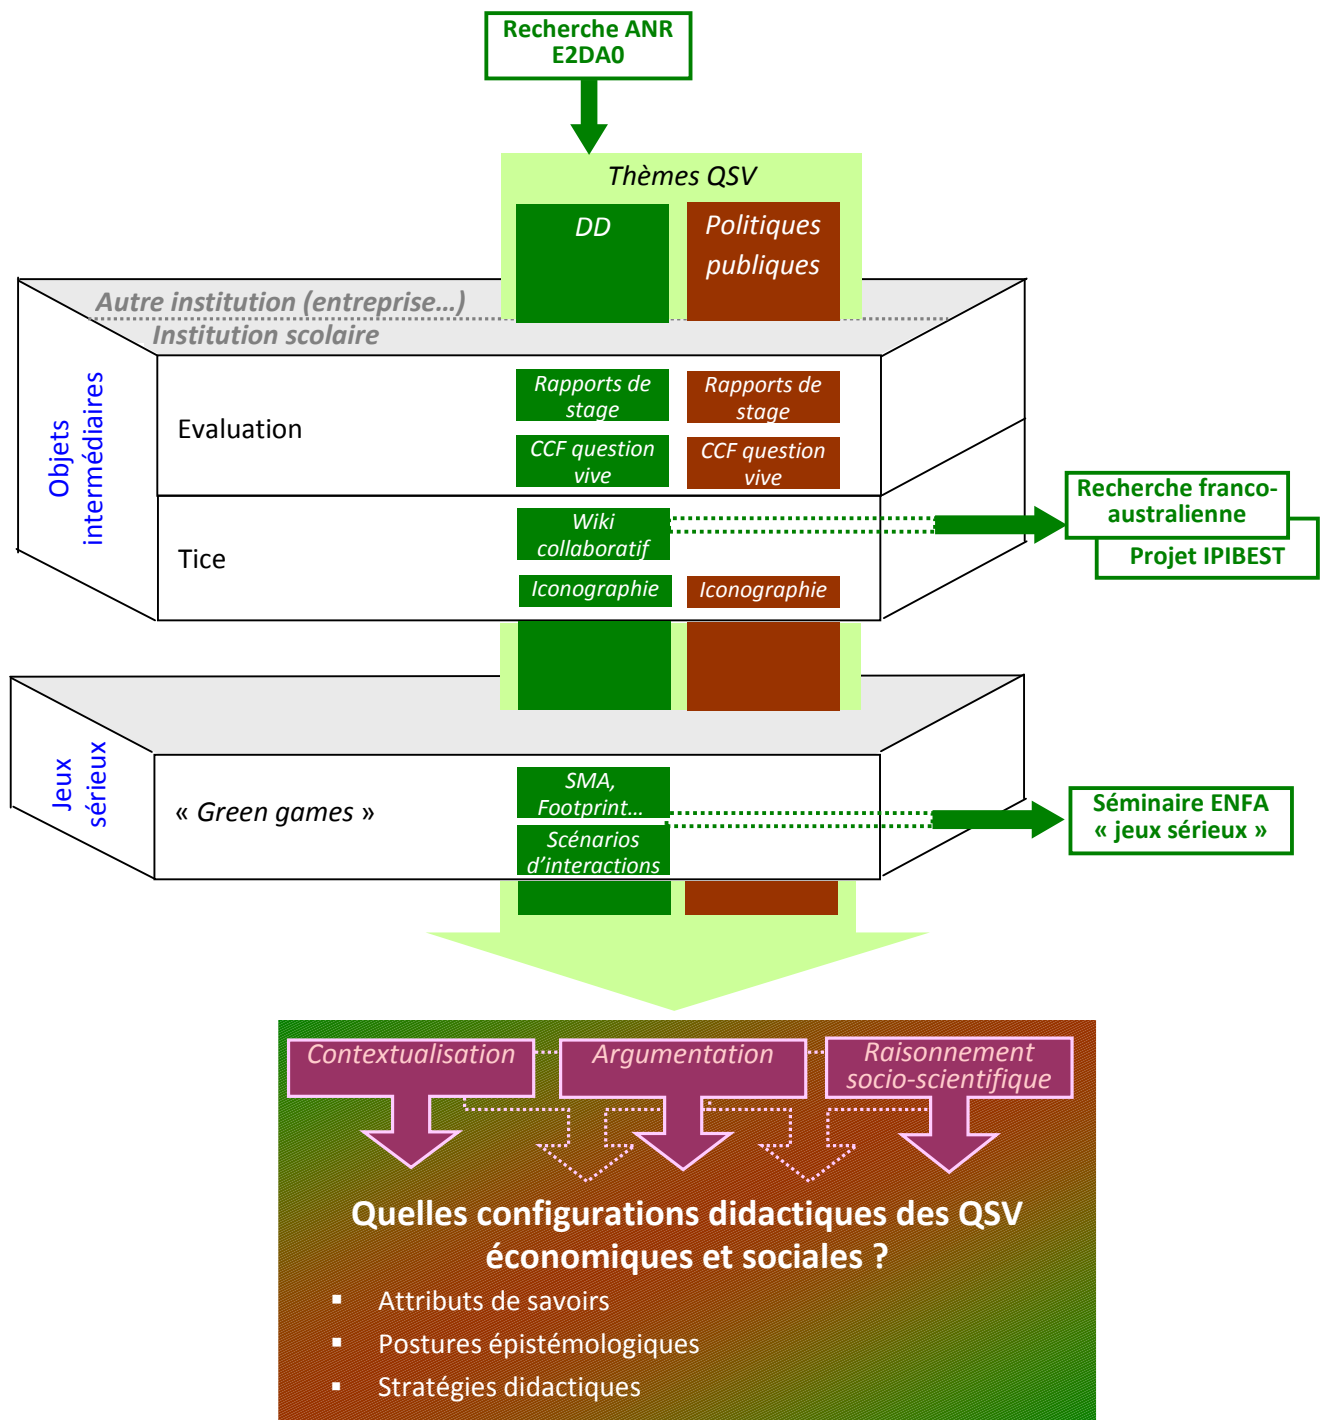 Recherche ANR
E2DA0
Thèmes QSV
DD
Politiques
publiques
Autre institution (entreprise…)
Institution scolaire
Objets
intermédiaires
Evaluation
Rapports de
stage
Rapports de
stage
CCF question
vive
CCF question
vive
Tice
Wiki
collaboratif
Iconographie
Iconographie
Recherche franco-
australienne
Projet IPIBEST
Jeux
sérieux
« Green games »
SMA,
Footprint…
Scénarios
d’interactions
Séminaire ENFA
« jeux sérieux »
Contextualisation
Argumentation
Raisonnement
socio-scientifique
Quelles configurations didactiques des QSV
économiques et sociales ?
▪ Attributs de savoirs
▪ Postures épistémologiques
▪ Stratégies didactiques